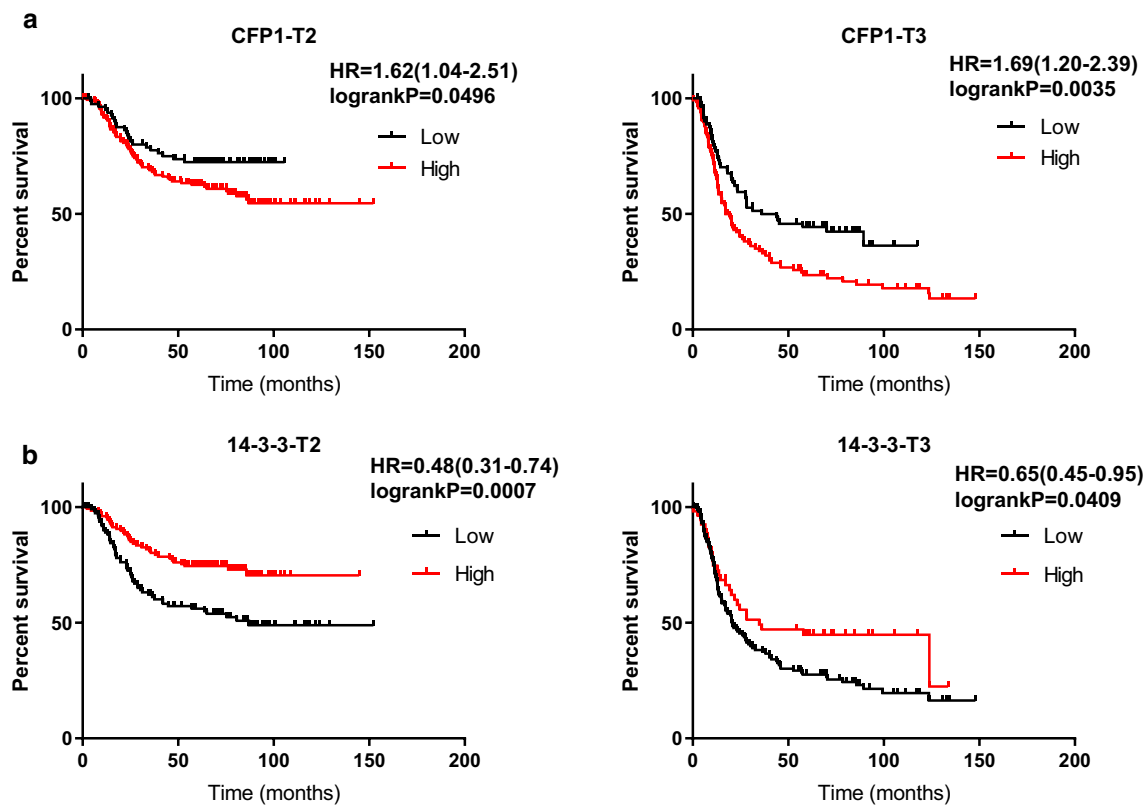 a
CFP1-T2
HR=1.62(1.04-2.51)
logrankP=0.0496
Low
High
Percent survival
100
50
0
0 50 100 150 200
Time (months)
CFP1-T3
HR=1.69(1.20-2.39)
logrankP=0.0035
Low
High
Percent survival
100
50
0
0 50 100 150 200
Time (months)
b
14-3-3-T2
HR=0.48(0.31-0.74)
logrankP=0.0007
Low
High
Percent survival
100
50
0
0 50 100 150 200
Time (months)
14-3-3-T3
HR=0.65(0.45-0.95)
logrankP=0.0409
Low
High
Percent survival
100
50
0
0 50 100 150 200
Time (months)